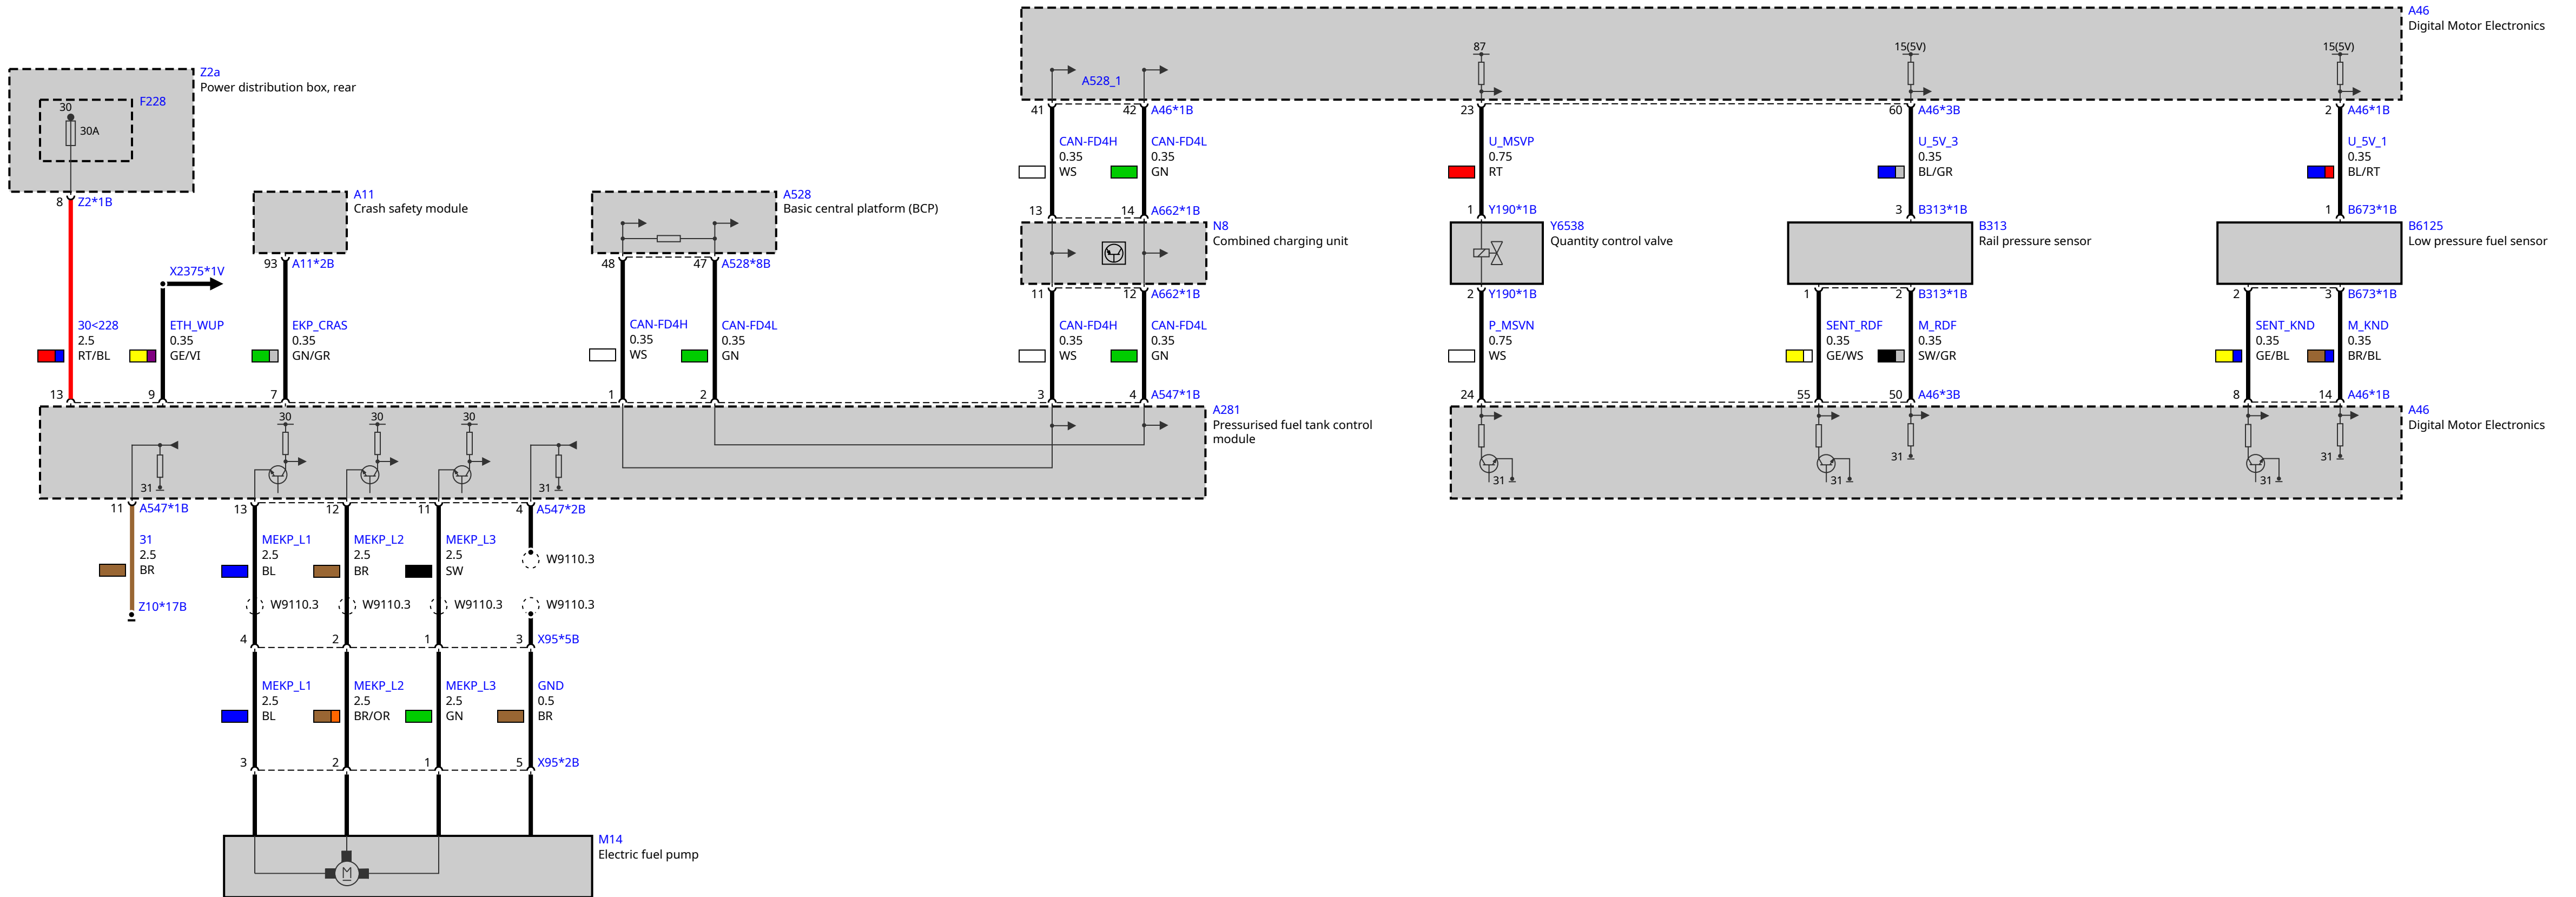 A46
Digital Motor Electronics
87
15(5V)
15(5V)
A528_1
Z2a
Power distribution box, rear
F228
30
30A
41
42
A46*1B
23
60
A46*3B
2
A46*1B
CAN-FD4H
0.35
WS
CAN-FD4L
0.35
GN
U_MSVP
0.75
RT
U_5V_3
0.35
BL/GR
U_5V_1
0.35
BL/RT
8
Z2*1B
A11
Crash safety module
A528
Basic central platform (BCP)
13
14
A662*1B
1
Y190*1B
3
B313*1B
1
B673*1B
N8
Combined charging unit
Y6538
Quantity control valve
B313
Rail pressure sensor
B6125
Low pressure fuel sensor
X2375*1V
93
A11*2B
48
47
A528*8B
11
12
A662*1B
2
Y190*1B
1
2
B313*1B
2
3
B673*1B
30<228
2.5
RT/BL
ETH_WUP
0.35
GE/VI
EKP_CRAS
0.35
GN/GR
CAN-FD4H
0.35
WS
CAN-FD4L
0.35
GN
CAN-FD4H
0.35
WS
CAN-FD4L
0.35
GN
P_MSVN
0.75
WS
SENT_RDF
0.35
GE/WS
M_RDF
0.35
SW/GR
SENT_KND
0.35
GE/BL
M_KND
0.35
BR/BL
13
9
7
1
2
3
4
A547*1B
24
55
50
A46*3B
8
14
A46*1B
A281
Pressurised fuel tank control
module
A46
Digital Motor Electronics
30
30
30
31
31
31
31
31
31
31
11
A547*1B
13
12
11
4
A547*2B
31
2.5
BR
MEKP_L1
2.5
BL
MEKP_L2
2.5
BR
MEKP_L3
2.5
SW
W9110.3
Z10*17B
W9110.3
W9110.3
W9110.3
W9110.3
4
2
1
3
X95*5B
MEKP_L1
2.5
BL
MEKP_L2
2.5
BR/OR
MEKP_L3
2.5
GN
GND
0.5
BR
3
2
1
5
X95*2B
M14
Electric fuel pump
M